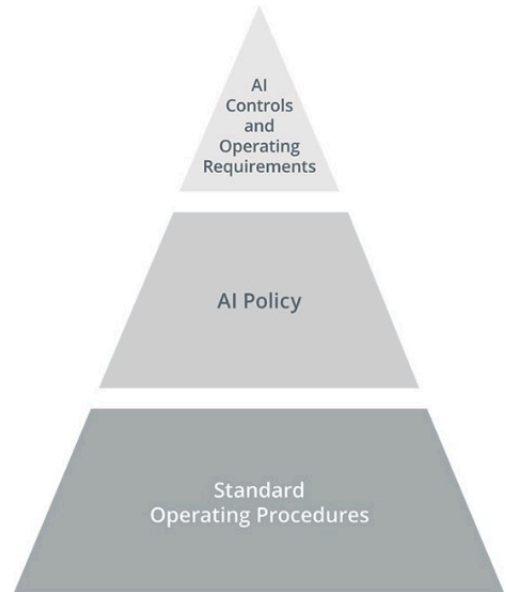 AI
Controls
and
Operating
Requirements
AI Policy
Standard
Operating Procedures